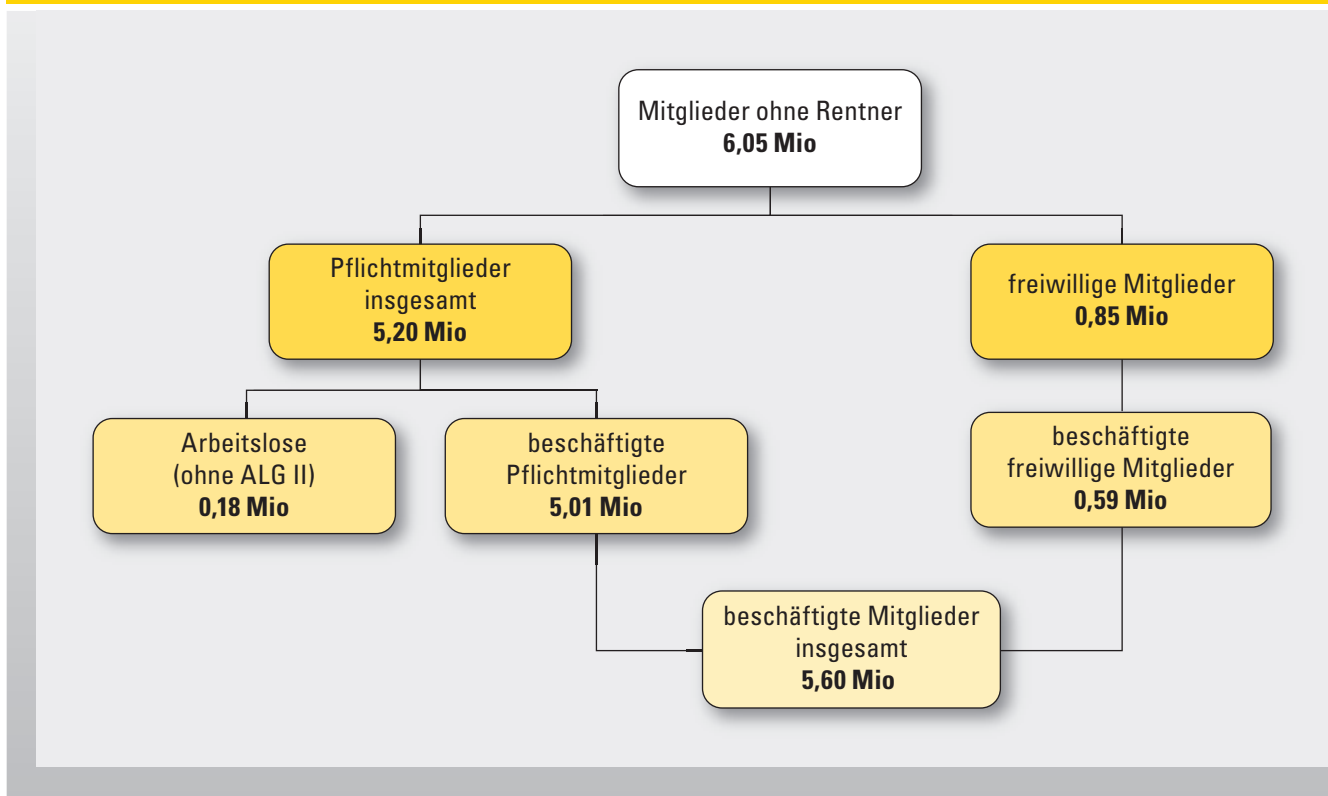 Mitglieder ohne Rentner
6,05 Mio
Pflichtmitglieder
insgesamt
5,20 Mio
freiwillige Mitglieder
0,85 Mio
Arbeitslose
(ohne ALG II)
0,18 Mio
beschäftigte
Pflichtmitglieder
5,01 Mio
beschäftigte
freiwillige Mitglieder
0,59 Mio
beschäftigte Mitglieder
insgesamt
5,60 Mio